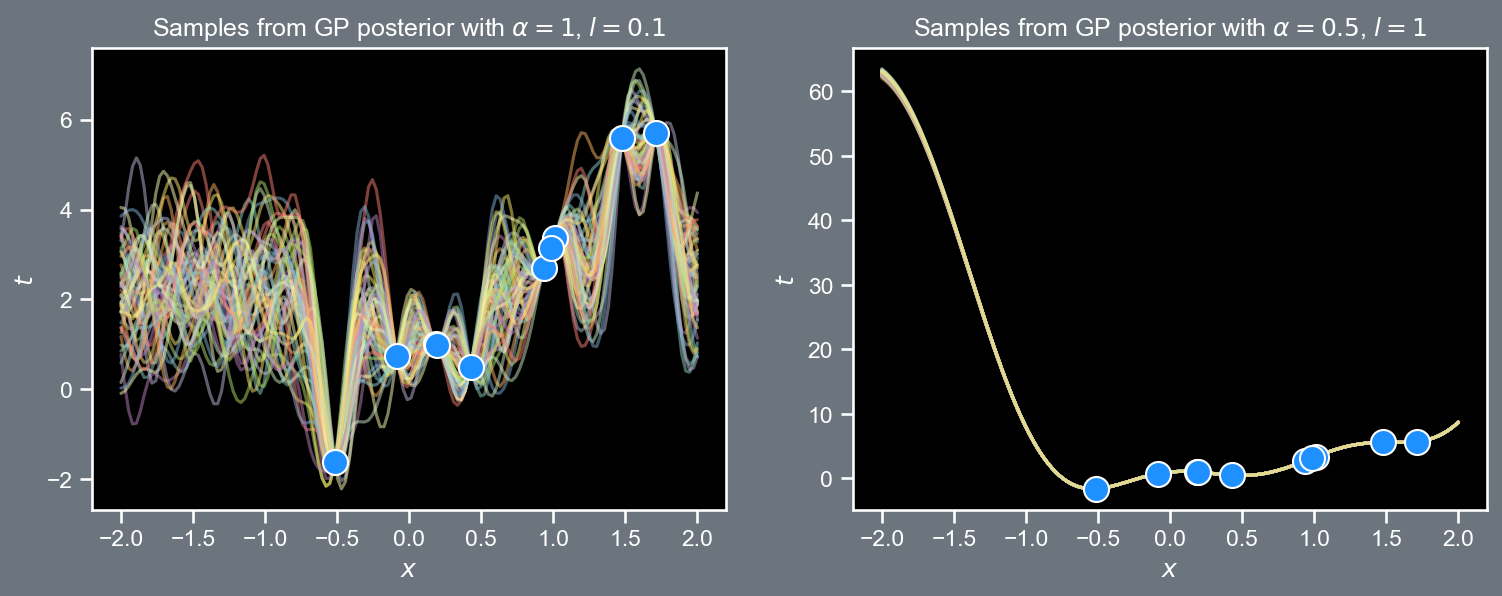 Samples from GP posterior with α = 1, l = 0.1
t
6
4
2
0
−2
−2.0 −1.5 −1.0 −0.5 0.0 0.5 1.0 1.5 2.0
x
Samples from GP posterior with α = 0.5, l = 1
t
60
50
40
30
20
10
0
−2.0 −1.5 −1.0 −0.5 0.0 0.5 1.0 1.5 2.0
x